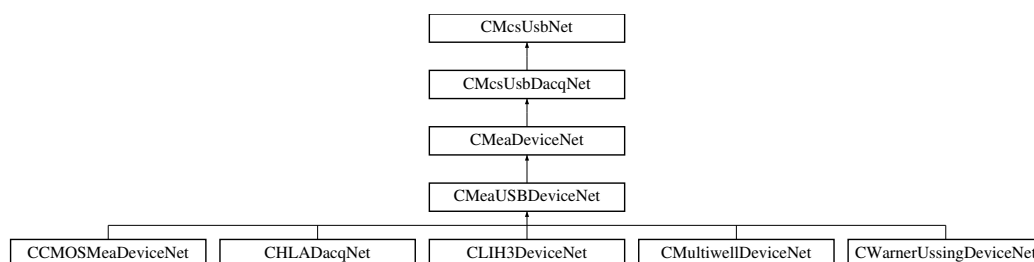 CMcsUsbNet
CMcsUsbDacqNet
CMeaDeviceNet
CMeaUSBDeviceNet
CCMOSMeaDeviceNet CHLADacqNet CLIH3DeviceNet CMultiwellDeviceNet CWarnerUssingDeviceNet